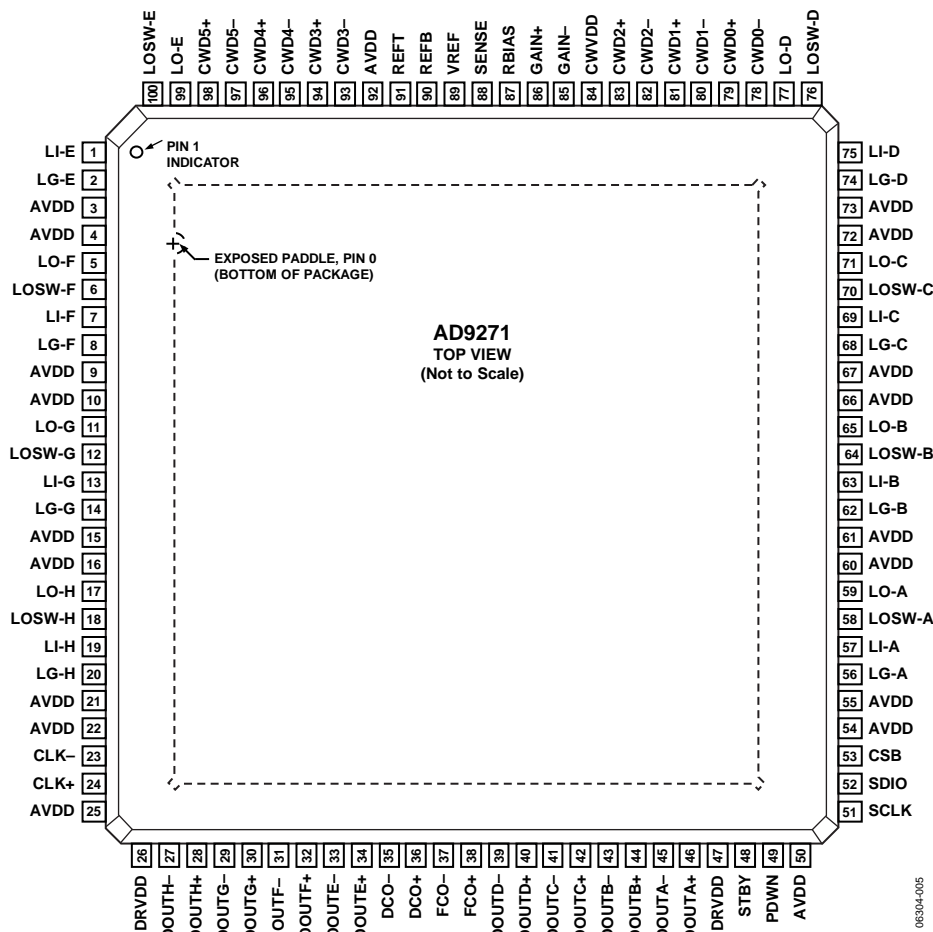 LOSW-E
LO-E
CWD5+
CWD5–
CWD4+
CWD4–
CWD3+
CWD3–
AVDD
REFT
REFB
VREF
SENSE
RBIAS
GAIN+
GAIN–
CWVDD
CWD2+
CWD2–
CWD1+
CWD1–
CWD0+
CWD0–
LO-D
LOSW-D
100 99 98 97 96 95 94 93 92 91 90 89 88 87 86 85 84 83 82 81 80 79 78 77 76
LI-E 1
LG-E 2
AVDD 3
AVDD 4
LO-F 5
LOSW-F 6
LI-F 7
LG-F 8
AVDD 9
AVDD 10
LO-G 11
LOSW-G 12
LI-G 13
LG-G 14
AVDD 15
AVDD 16
LO-H 17
LOSW-H 18
LI-H 19
LG-H 20
AVDD 21
AVDD 22
CLK– 23
CLK+ 24
AVDD 25
PIN 1
INDICATOR
EXPOSED PADDLE, PIN 0
(BOTTOM OF PACKAGE)
AD9271
TOP VIEW
(Not to Scale)
75 LI-D
74 LG-D
73 AVDD
72 AVDD
71 LO-C
70 LOSW-C
69 LI-C
68 LG-C
67 AVDD
66 AVDD
65 LO-B
64 LOSW-B
63 LI-B
62 LG-B
61 AVDD
60 AVDD
59 LO-A
58 LOSW-A
57 LI-A
56 LG-A
55 AVDD
54 AVDD
53 CSB
52 SDIO
51 SCLK
26 27 28 29 30 31 32 33 34 35 36 37 38 39 40 41 42 43 44 45 46 47 48 49 50
DRVDD
DOUTH–
DOUTH+
DOUTG–
DOUTG+
OUTF–
DOUTF+
DOUTE–
DOUTE+
DCO–
DCO+
FCO–
FCO+
DOUTD–
DOUTD+
DOUTC–
DOUTC+
DOUTB–
DOUTB+
DOUTA–
DOUTA+
DRVDD
STBY
PDWN
AVDD
06304-005